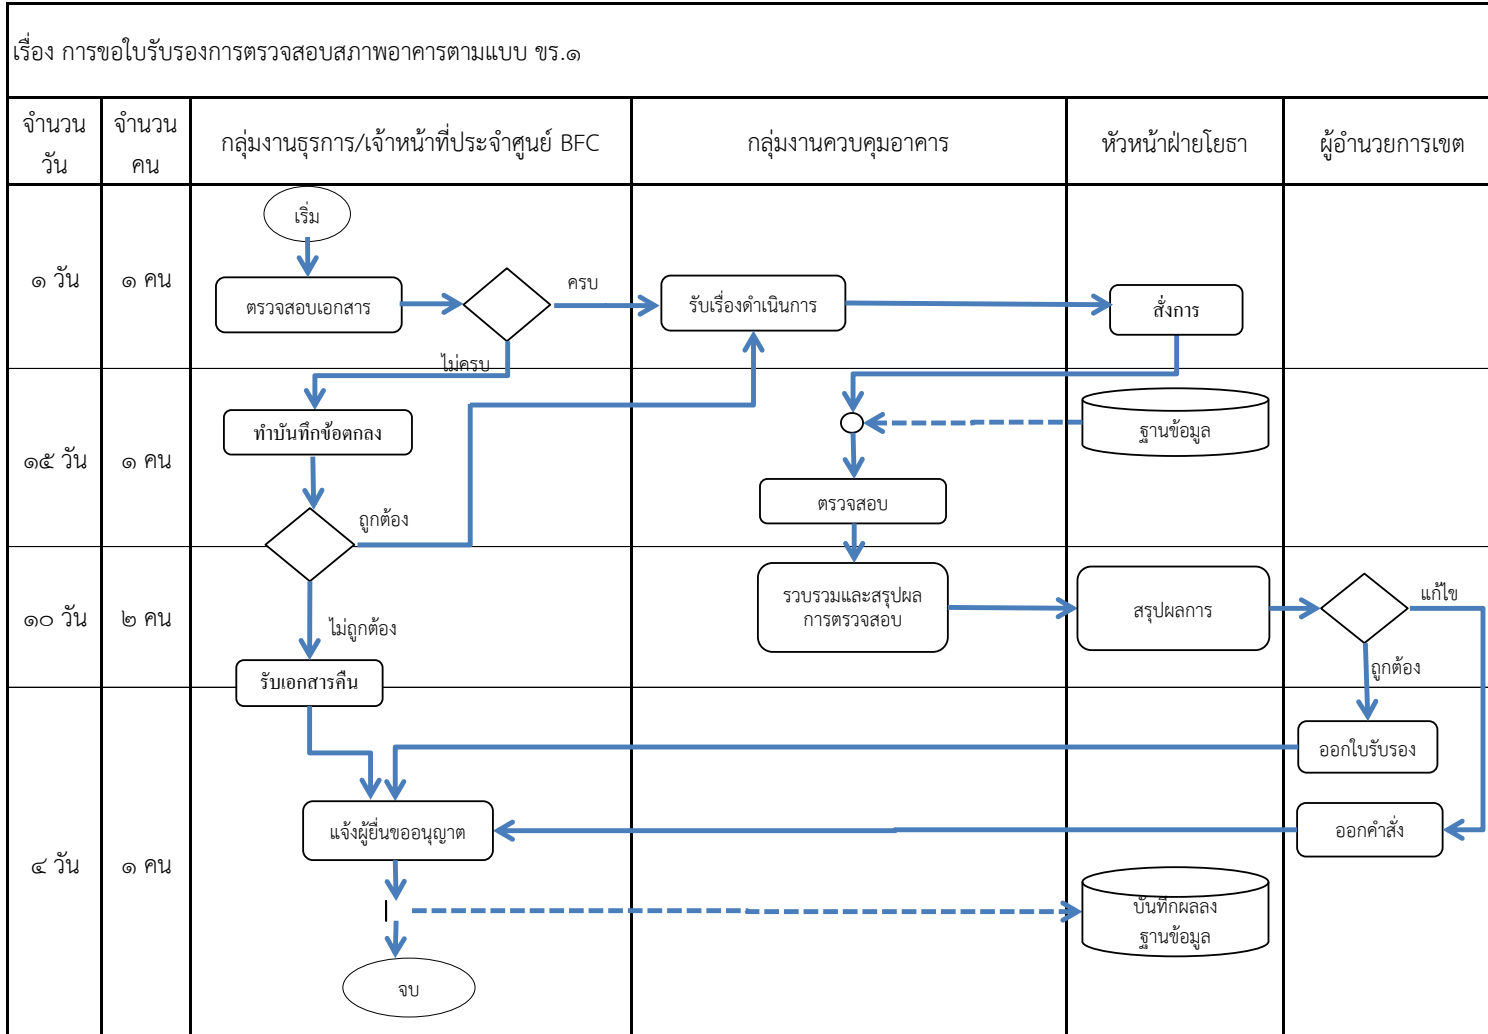 เรื่อง การขอใบรับรองการตรวจสอบสภาพอาคารตามแบบ ขร.๑
จำนวน
วัน
จำนวน
คน
กลุ่มงานธุรการ/เจ้าหน้าที่ประจำศูนย์ BFC
กลุ่มงานควบคุมอาคาร
หัวหน้าฝ่ายโยธา
ผู้อำนวยการเขต
เริ่ม
๑ วัน
๑ คน
ตรวจสอบเอกสาร
ครบ
รับเรื่องดำเนินการ
สั่งการ
ไม่ครบ
๑๕ วัน
๑ คน
ทำบันทึกข้อตกลง
ฐานข้อมูล
ตรวจสอบ
ถูกต้อง
๑๐ วัน
๒ คน
ไม่ถูกต้อง
รวบรวมและสรุปผล
การตรวจสอบ
สรุปผลการ
แก้ไข
ถูกต้อง
รับเอกสารคืน
ออกใบรับรอง
๔ วัน
๑ คน
แจ้งผู้ยื่นขออนุญาต
ออกคำสั่ง
บันทึกผลลง
ฐานข้อมูล
จบ